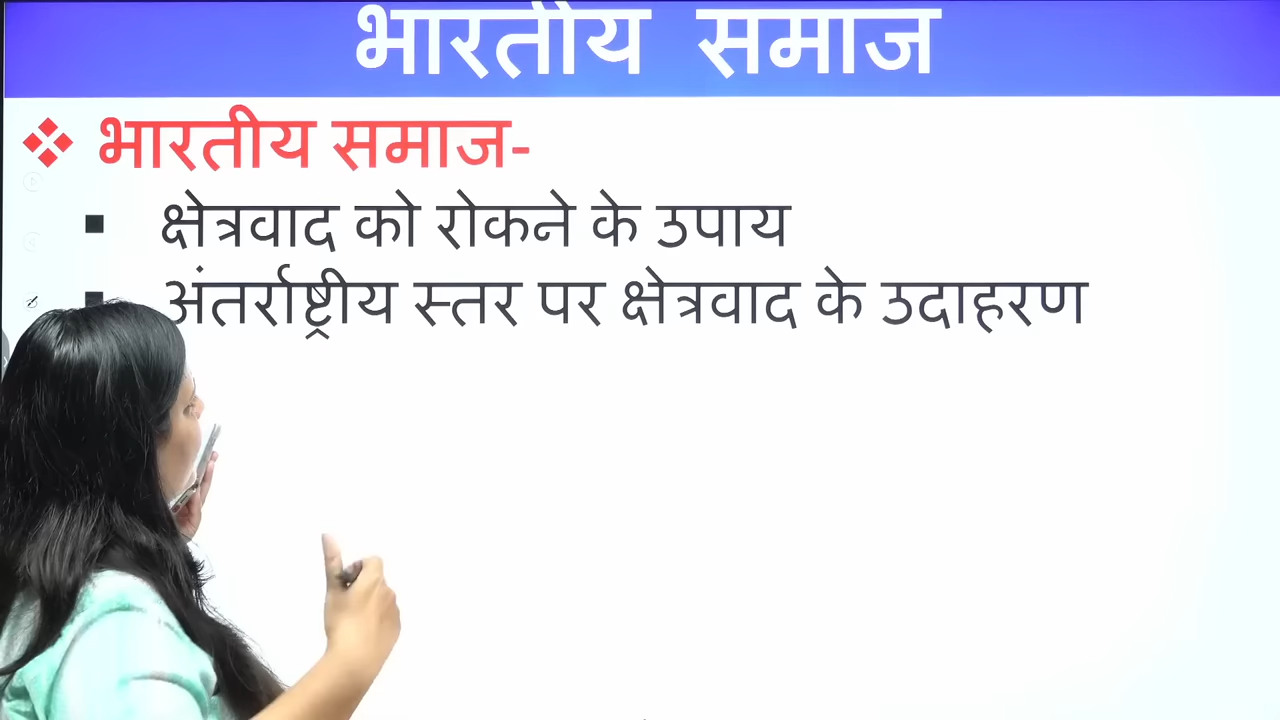 भारतीय समाज
भारतीय समाज-
क्षेत्रवाद को रोकने के उपाय
अंतर्राष्ट्रीय स्तर पर क्षेत्रवाद के उदाहरण